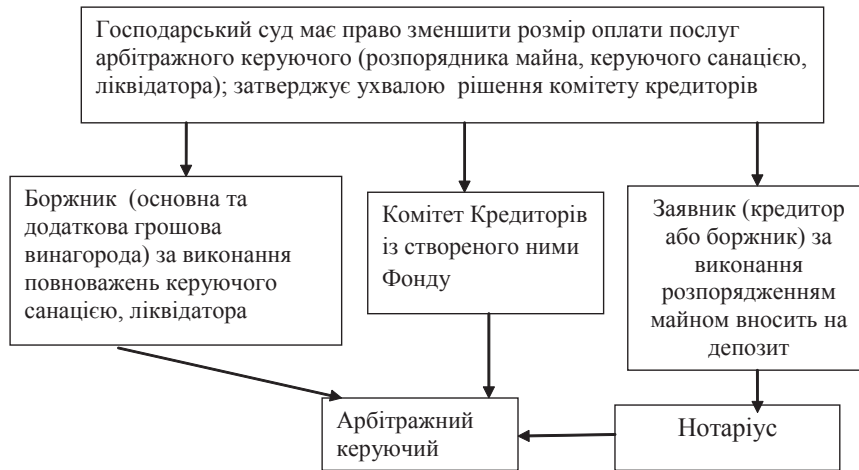 Господарський суд має право зменшити розмір оплати послуг
арбітражного керуючого (розпорядника майна, керуючого санацією,
ліквідатора); затверджує ухвалою рішення комітету кредиторів
Боржник (основна та
додаткова грошова
винагорода) за виконання
повноважень керуючого
санацією, ліквідатора
Комітет Кредиторів
із створеного ними
Фонду
Заявник (кредитор
або боржник) за
виконання
розпорядженням
майном вносить на
депозит
Арбітражний
керуючий
Нотаріус